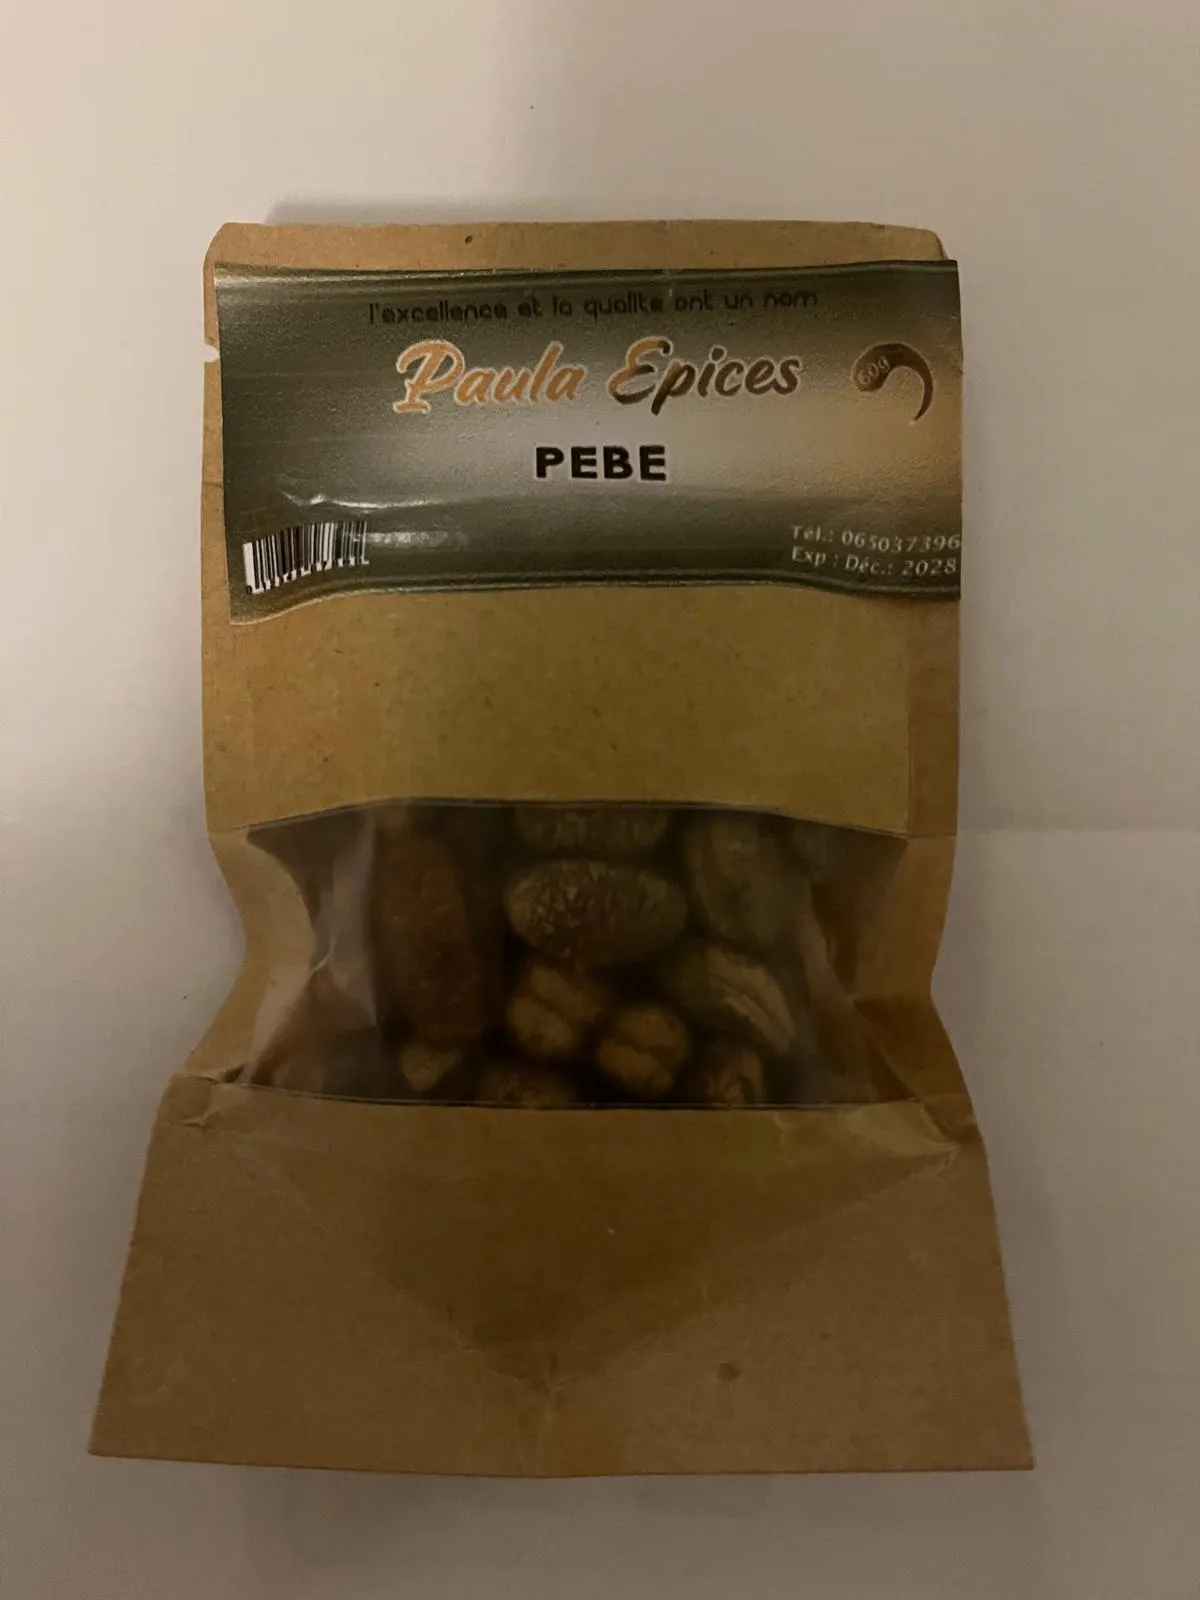 l'excellence et la qualite ont un nom
Paula Epices
60g
PEBE
Tél.: 065037396
Exp : Déc.: 2028